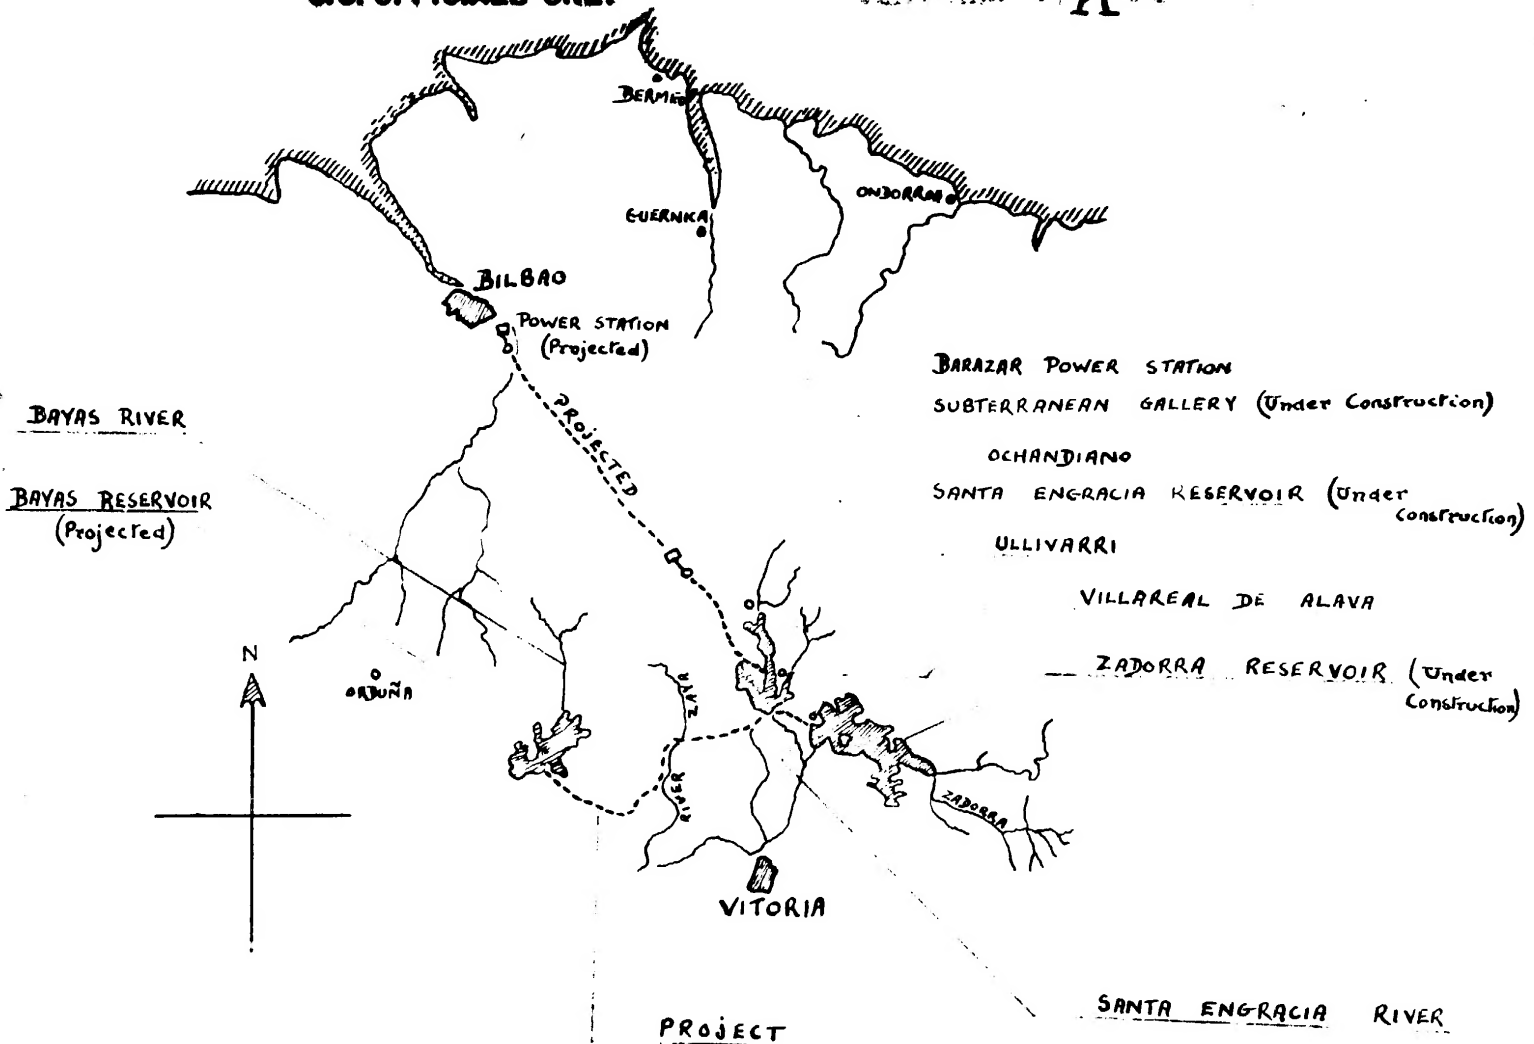 BERMEO
ONDORRAA
GUERNKA
BILBAO
POWER STATION
(Projected)
BARAZAR POWER STATION
SUBTERRANEAN GALLERY (Under Construction)
BAYAS RIVER
PROJECTED
OCHANDIANO
BAYAS RESERVOIR
(Projected)
SANTA ENGRACIA RESERVOIR (Under
Construction)
ULLIVARRI
VILLAREAL DE ALAVA
N
ZADORRA RESERVOIR (Under
Construction)
ORDUÑA
ZAYA
RIVER
ZADORRA
VITORIA
SANTA ENGRACIA RIVER
PROJECT